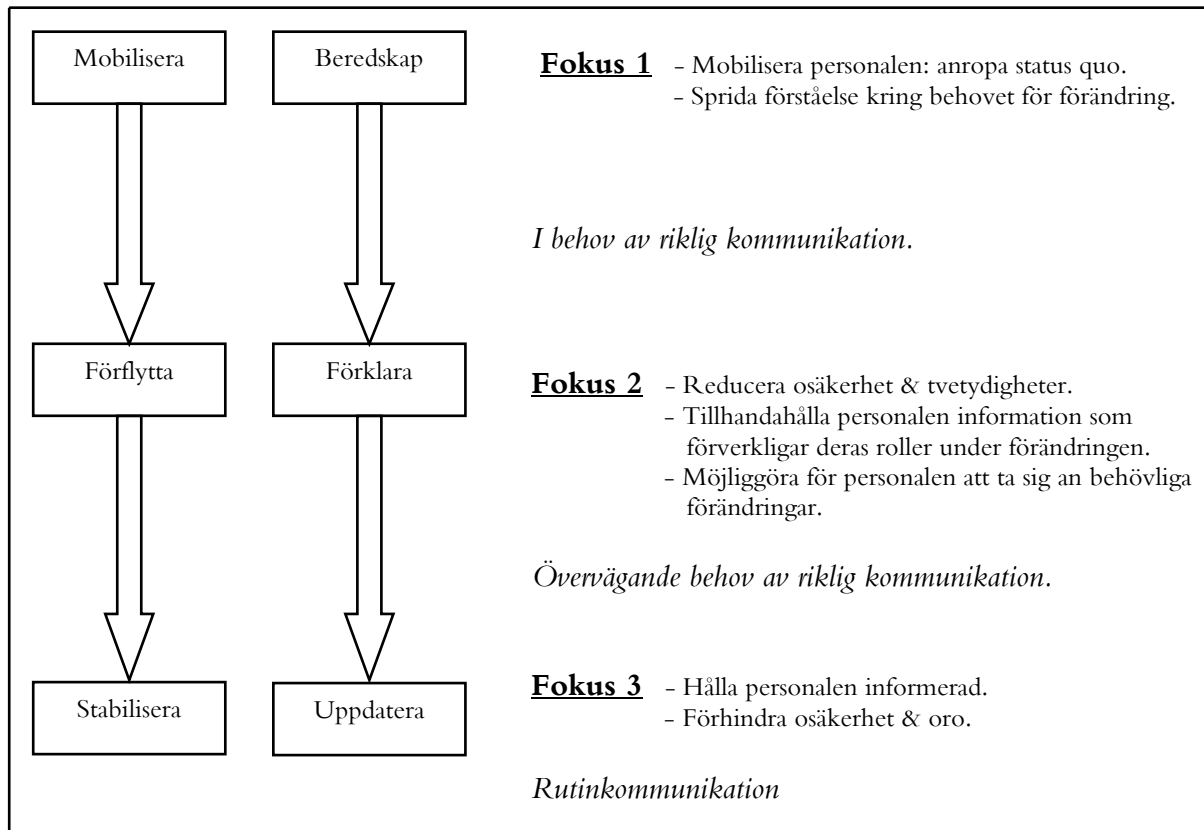 Mobilisera
Beredskap
Fokus 1 - Mobilisera personalen: anropa status quo.
- Sprida förståelse kring behovet för förändring.
I behov av riklig kommunikation.
Förflytta
Förklara
Fokus 2 - Reducera osäkerhet & tvetydigheter.
- Tillhandahålla personalen information som
förverkligar deras roller under förändringen.
- Möjliggöra för personalen att ta sig an behövliga
förändringar.
Övervägande behov av riklig kommunikation.
Stabilisera
Uppdatera
Fokus 3 - Hålla personalen informerad.
- Förhindra osäkerhet & oro.
Rutinkommunikation